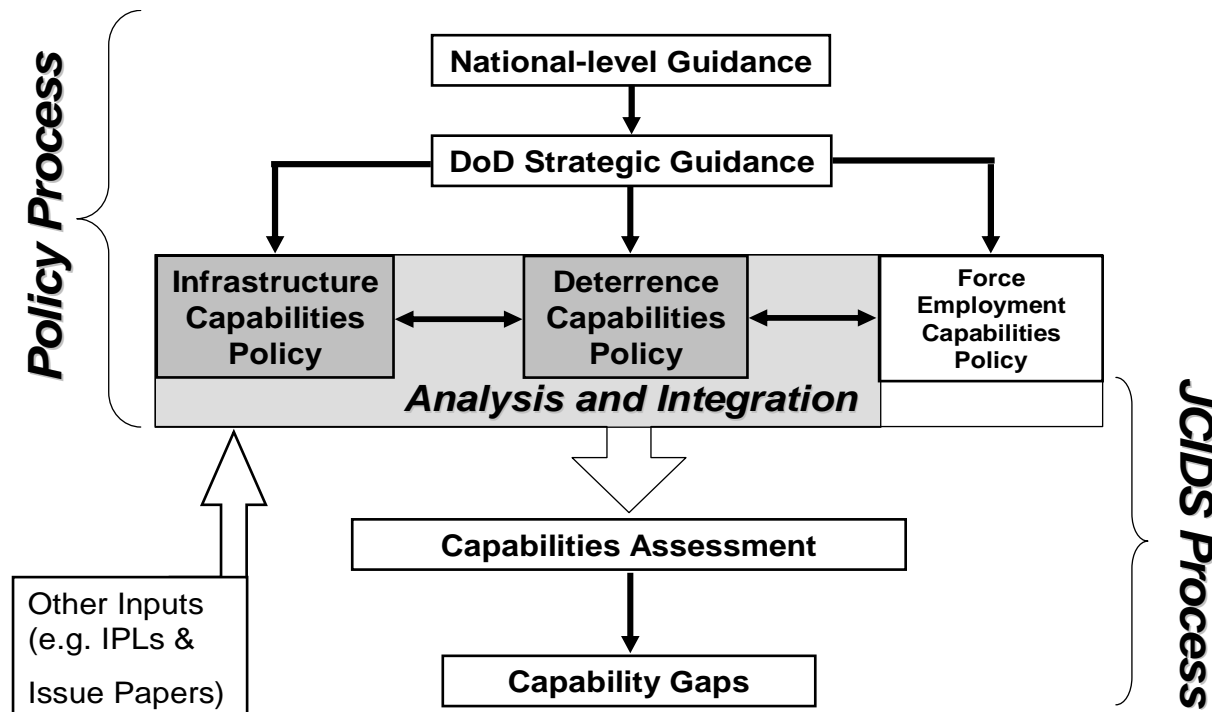 Policy Process
National-level Guidance
DoD Strategic Guidance
Infrastructure
Capabilities
Policy
Deterrence
Capabilities
Policy
Force
Employment
Capabilities
Policy
Analysis and Integration
JCIDS Process
Capabilities Assessment
Other Inputs
(e.g. IPLs &
Issue Papers)
Capability Gaps